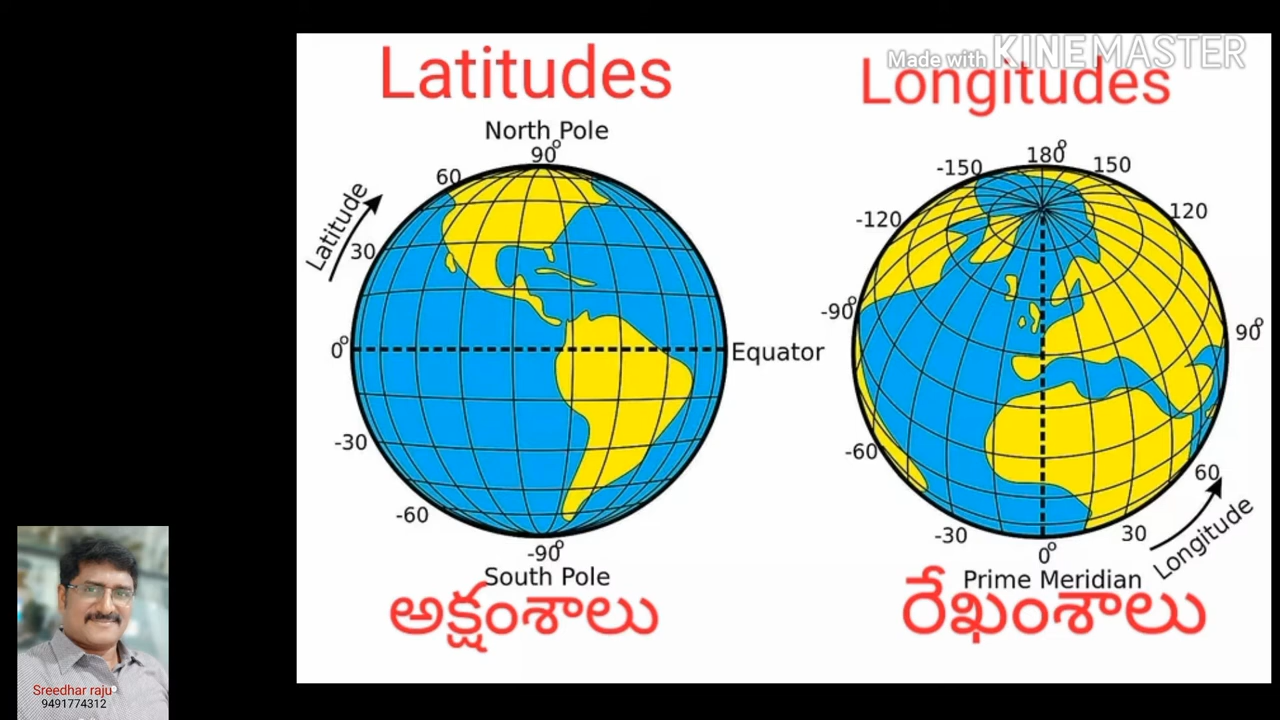 Latitudes
North Pole
90°
60
Latitude
30
0°
Equator
-30
-60
-90°
South Pole
అక్షంశాలు
Made with KINEMASTER
Longitudes
180°
-150
150
-120
120
-90°
90°
-60
60
-30
30
Longitude
0°
Prime Meridian
రేఖంశాలు
Sreedhar raju
9491774312